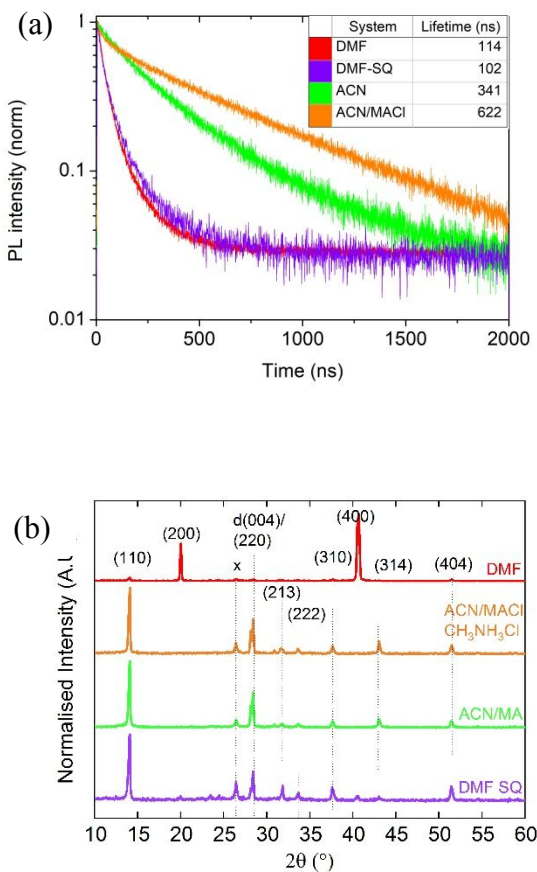 (a)
System Lifetime (ns)
DMF 114
DMF-SQ 102
ACN 341
ACN/MACl 622
1
0.1
0.01
PL intensity (norm)
0 500 1000 1500 2000
Time (ns)
(b)
(110)
(200)
d(004)/
(220)
x
(213)
(222)
(310)
(400)
(314)
(404)
DMF
ACN/MACl
CH3NH3Cl
ACN/MA
DMF SQ
Normalised Intensity (A.U
10 15 20 25 30 35 40 45 50 55 60
2θ (°)